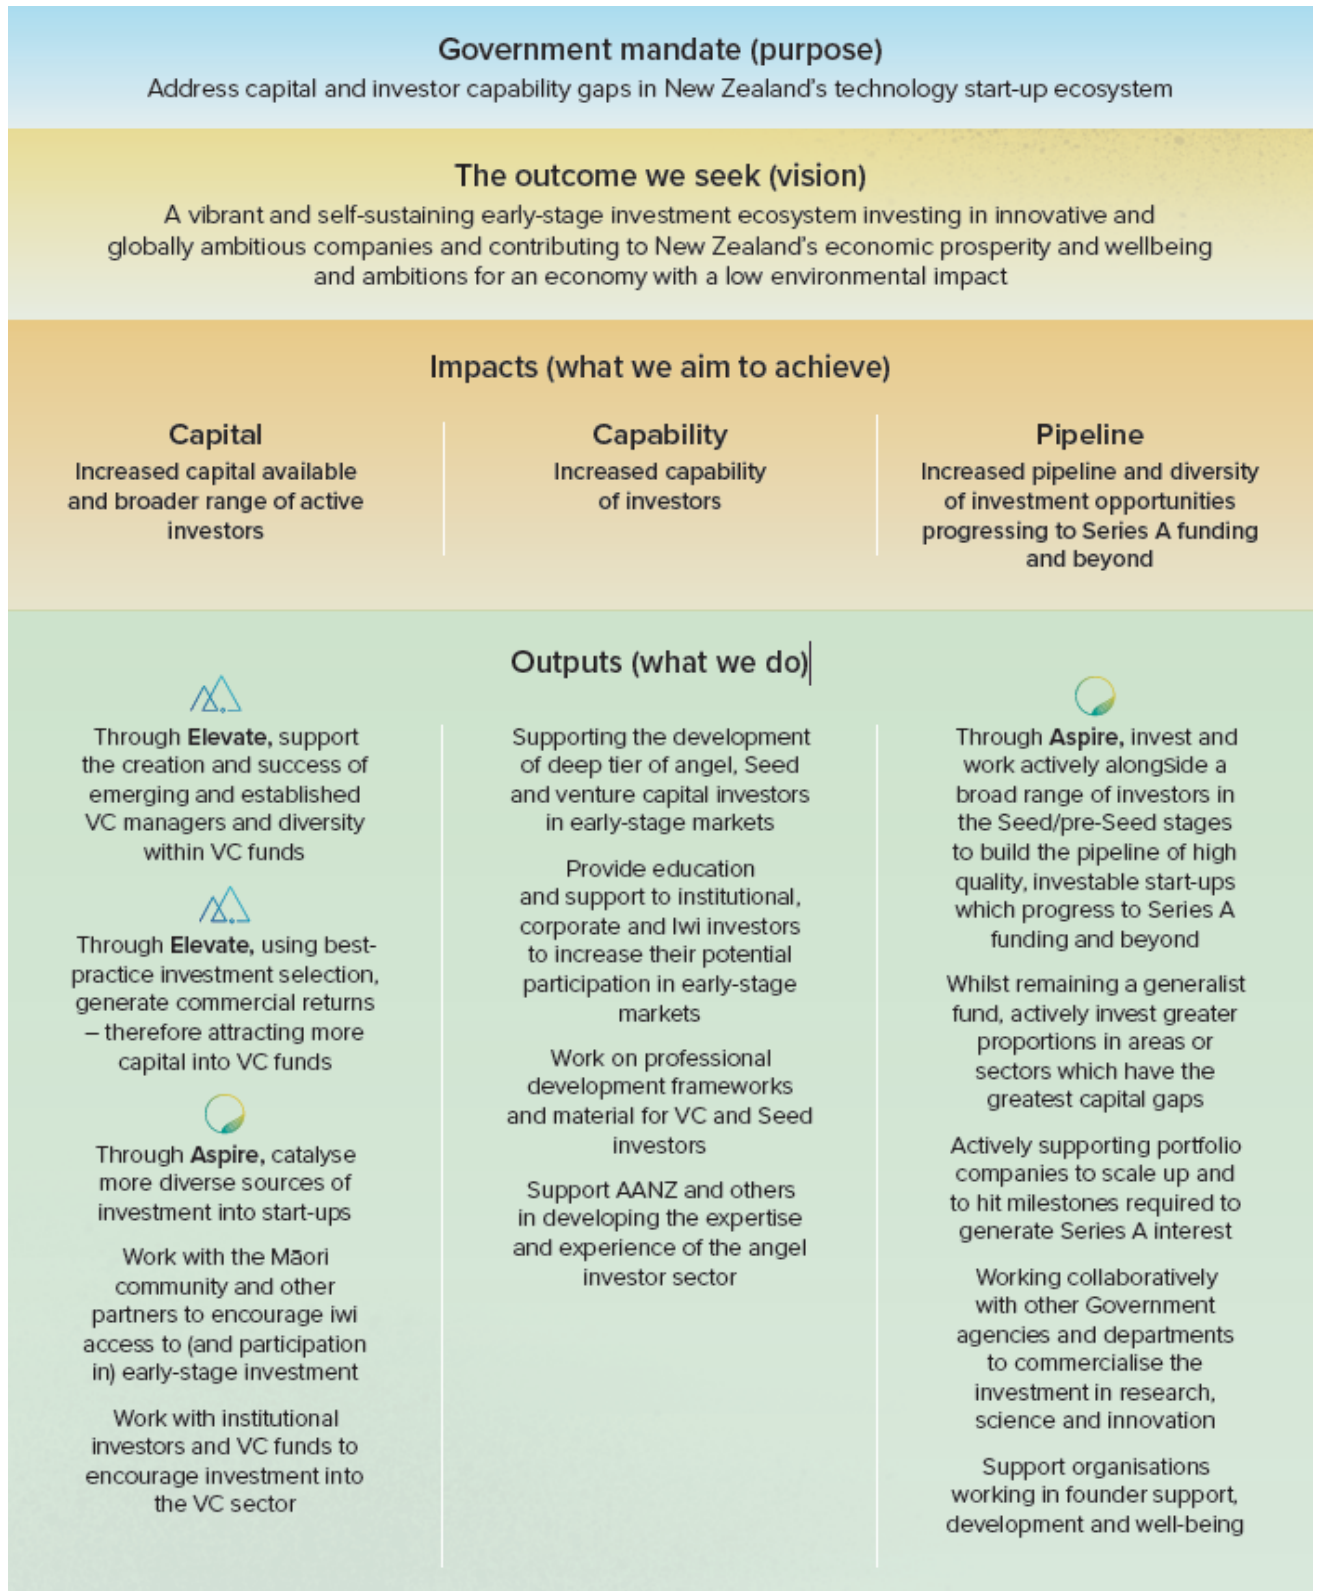 Government mandate (purpose)
Address capital and investor capability gaps in New Zealand's technology start-up ecosystem
The outcome we seek (vision)
A vibrant and self-sustaining early-stage investment ecosystem investing in innovative and
globally ambitious companies and contributing to New Zealand's economic prosperity and wellbeing
and ambitions for an economy with a low environmental impact
Impacts (what we aim to achieve)
Capital
Increased capital available
and broader range of active
investors
Capability
Increased capability
of investors
Pipeline
Increased pipeline and diversity
of investment opportunities
progressing to Series A funding
and beyond
Outputs (what we do)
Through Elevate, support
the creation and success of
emerging and established
VC managers and diversity
within VC funds
Through Elevate, using best-
practice investment selection,
generate commercial returns
– therefore attracting more
capital into VC funds
Through Aspire, catalyse
more diverse sources of
investment into start-ups
Work with the Māori
community and other
partners to encourage iwi
access to (and participation
in) early-stage investment
Work with institutional
investors and VC funds to
encourage investment into
the VC sector
Supporting the development
of deep tier of angel, Seed
and venture capital investors
in early-stage markets
Provide education
and support to institutional,
corporate and Iwi investors
to increase their potential
participation in early-stage
markets
Work on professional
development frameworks
and material for VC and Seed
investors
Support AANZ and others
in developing the expertise
and experience of the angel
investor sector
Through Aspire, invest and
work actively alongside a
broad range of investors in
the Seed/pre-Seed stages
to build the pipeline of high
quality, investable start-ups
which progress to Series A
funding and beyond
Whilst remaining a generalist
fund, actively invest greater
proportions in areas or
sectors which have the
greatest capital gaps
Actively supporting portfolio
companies to scale up and
to hit milestones required to
generate Series A interest
Working collaboratively
with other Government
agencies and departments
to commercialise the
investment in research,
science and innovation
Support organisations
working in founder support,
development and well-being